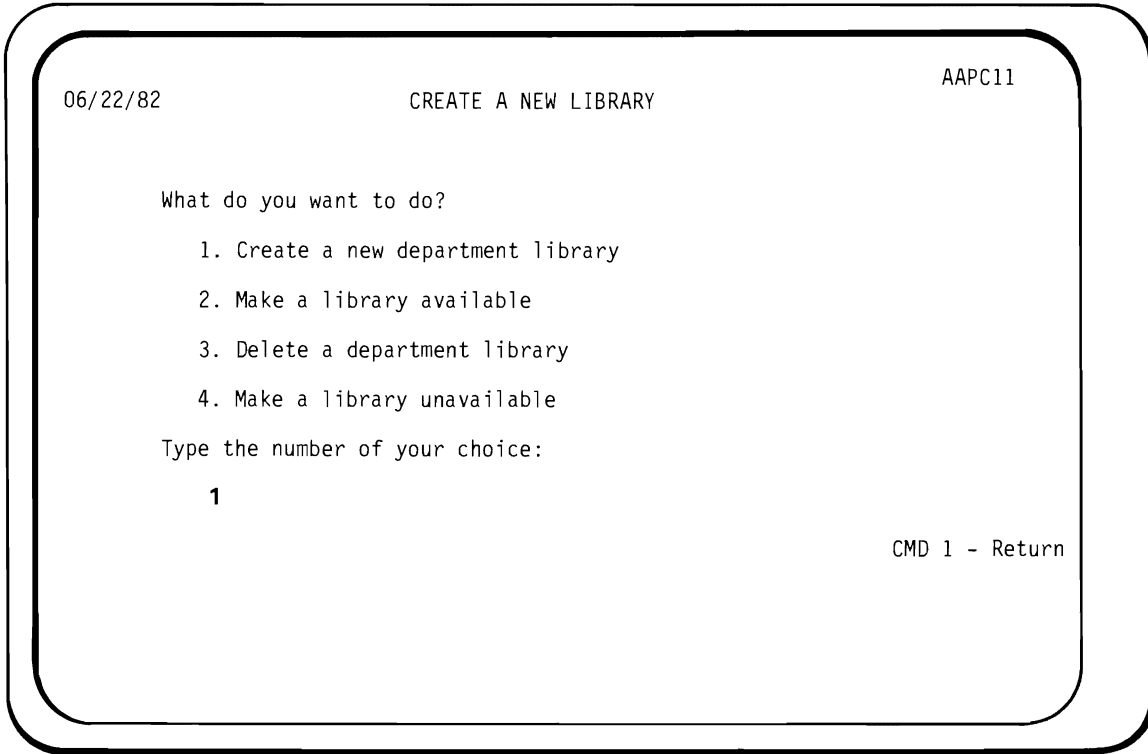 AAPC11
06/22/82 CREATE A NEW LIBRARY
What do you want to do?
1. Create a new department library
2. Make a library available
3. Delete a department library
4. Make a library unavailable
Type the number of your choice:
1
CMD 1 - Return